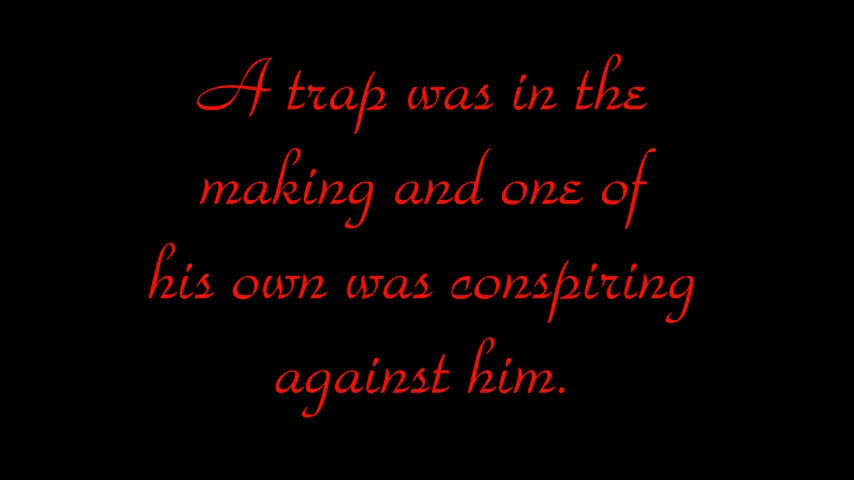 A trap was in the
making and one of
his own was conspiring
against him.